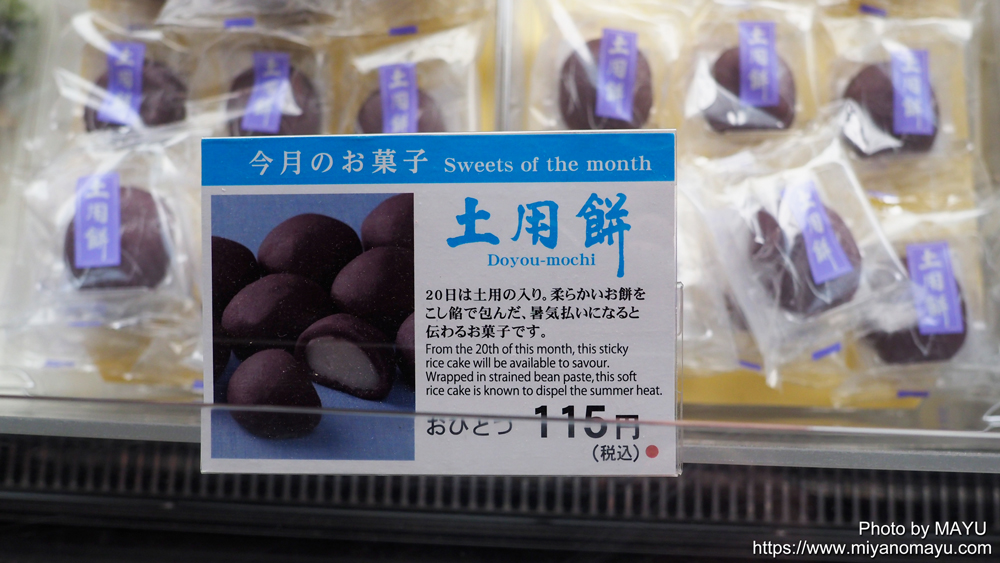 土用餅
土用餅
土用餅
土用餅
土用餅
土用餅
土用餅
土用餅
土用餅
今月のお菓子 Sweets of the month
土用餅
Doyou-mochi
20日は土用の入り。柔らかいお餅を
こし餡で包んだ、暑気払いになると
伝わるお菓子です。
From the 20th of this month, this sticky
rice cake will be available to savour.
Wrapped in strained bean paste, this soft
rice cake is known to dispel the summer heat.
おひとつ 115円
(税込)
Photo by MAYU
https://www.miyanomayu.com